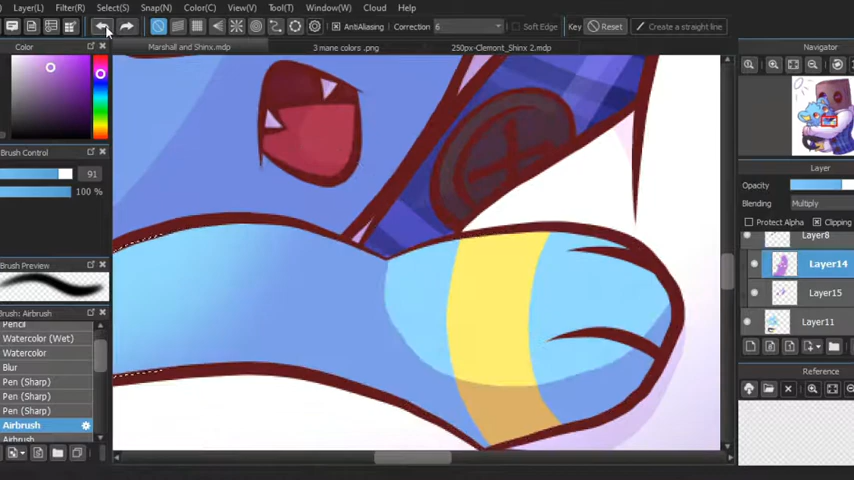 Layer(L) Filter(R) Select(S) Snap(N) Color(C) View(V) Tool(T) Window(W) Cloud Help
AntiAliasing Correction 6 Soft Edge Key Reset Create a straight line
Color Marshall and Shinx.mdp 3 mane colors .png 250px-Clemont_Shinx 2.mdp Navigator
Brush Control
91
100 %
Layer
Opacity
Blending Multiply
Protect Alpha Clipping
Layer8
Layer14
Layer15
Layer11
Brush Preview
Brush: Airbrush
Pencil
Watercolor (Wet)
Watercolor
Blur
Pen (Sharp)
Pen (Sharp)
Pen (Sharp)
Airbrush
Airbrush
Reference